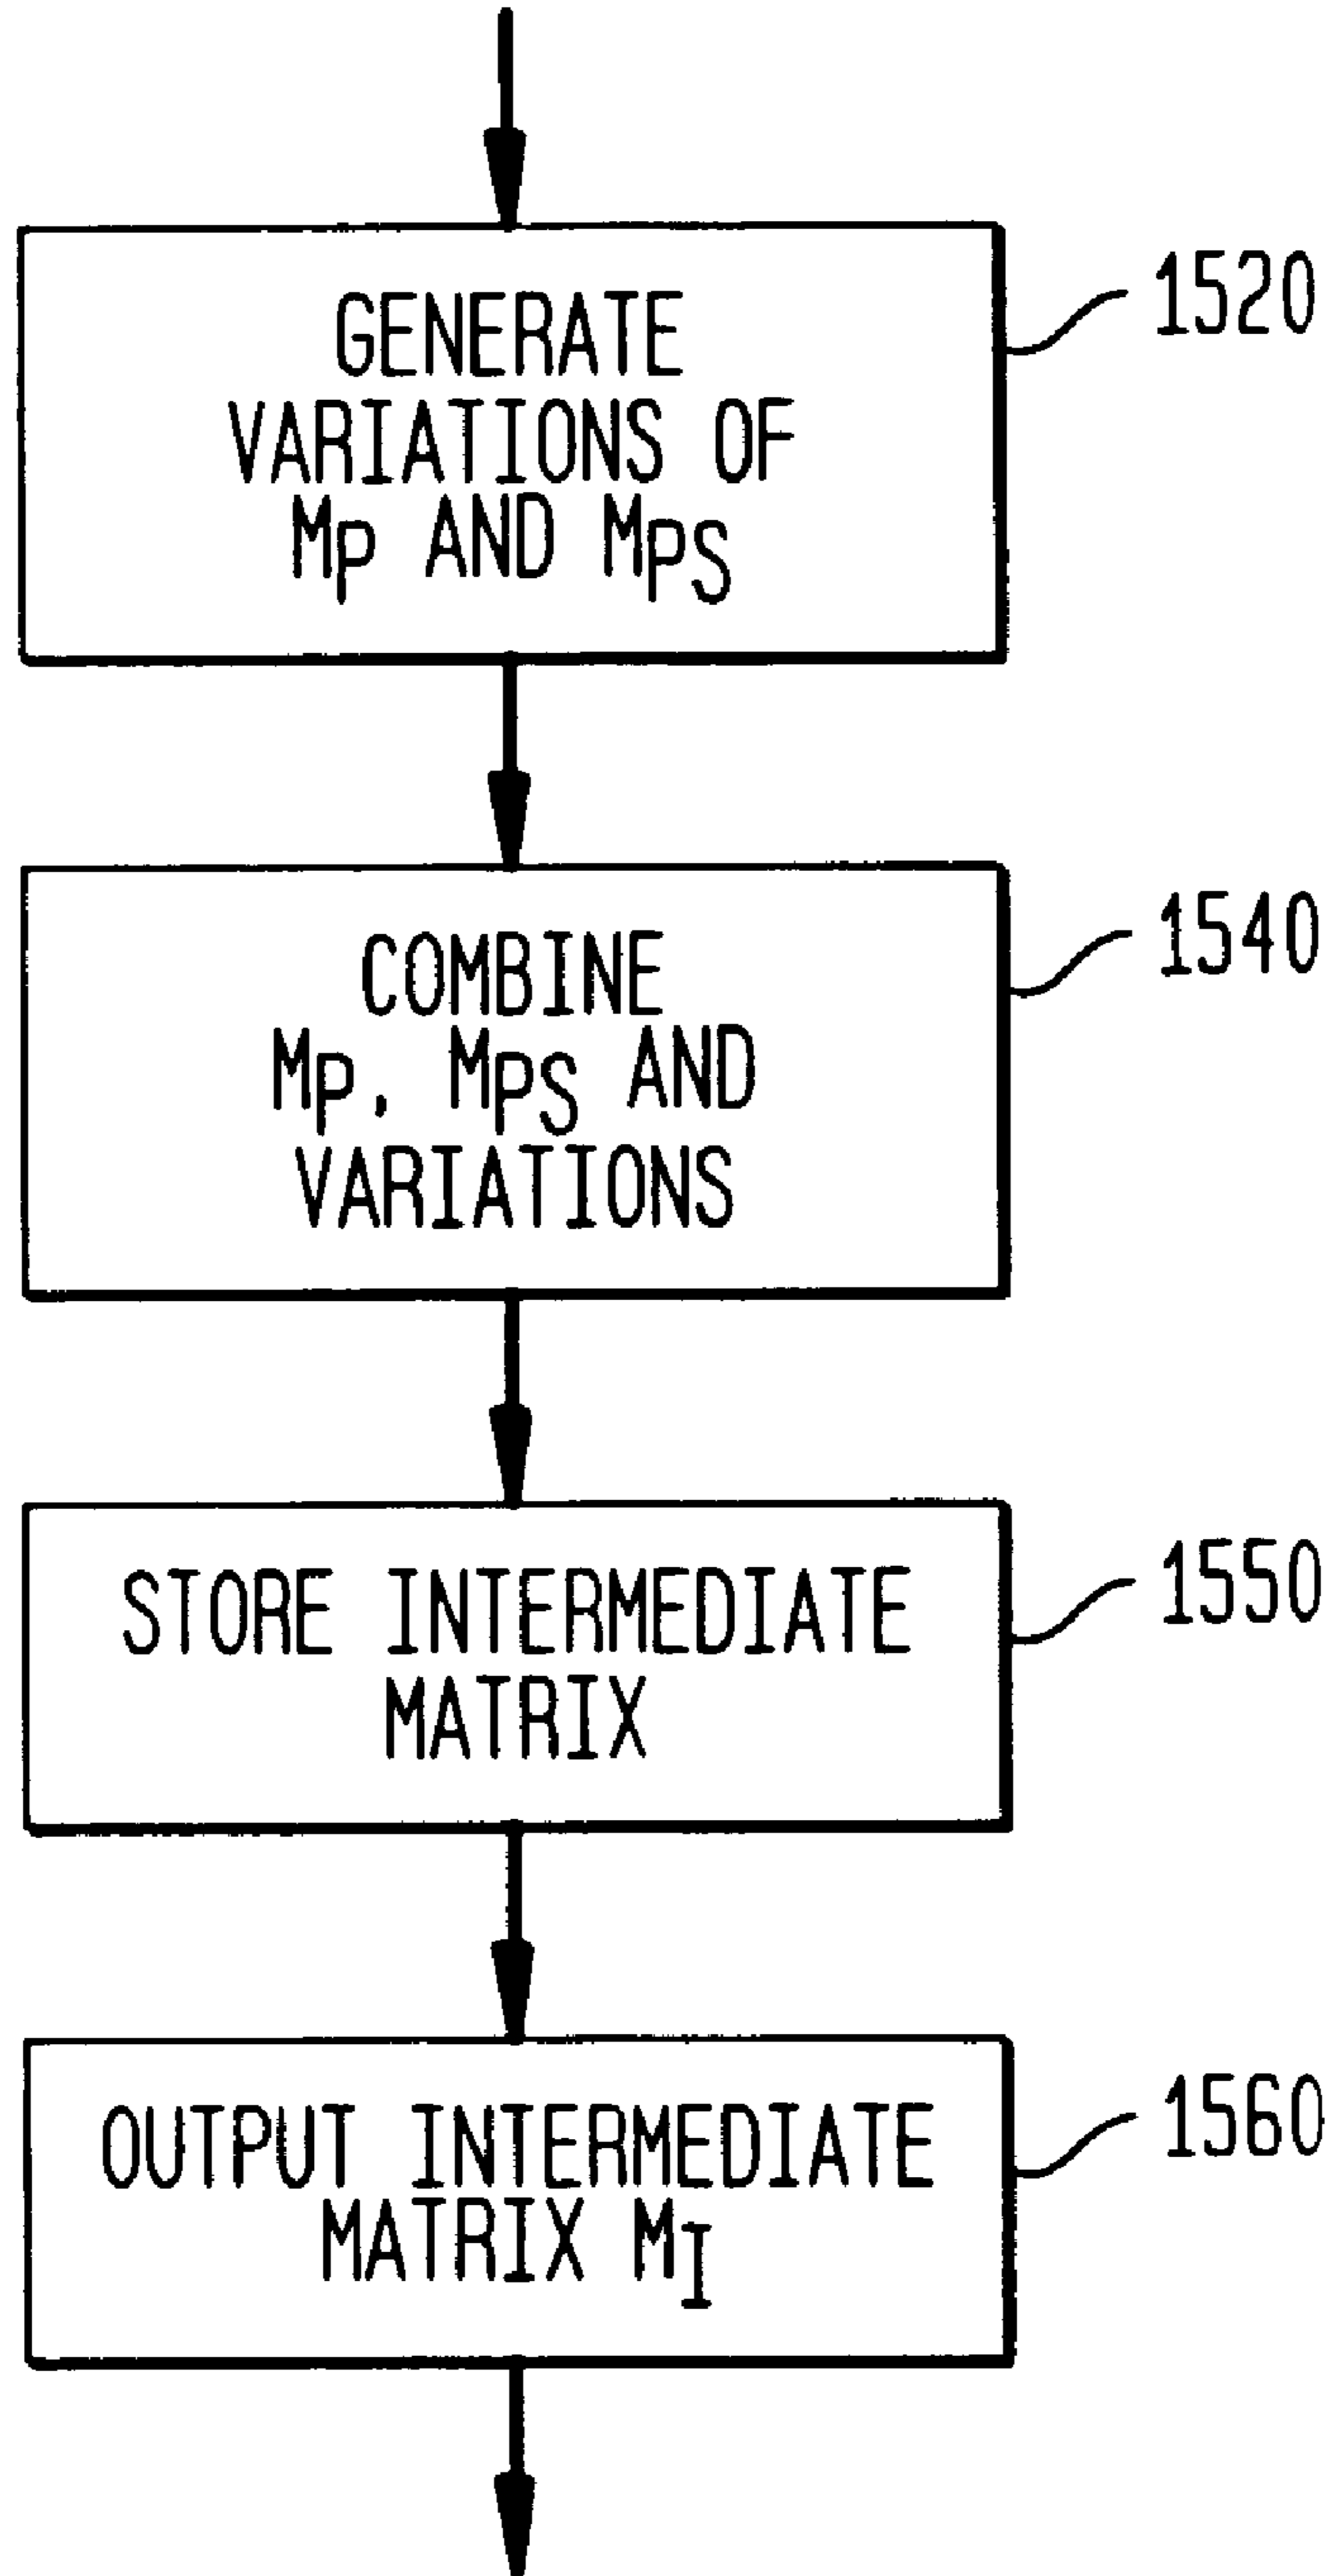 GENERATE
VARIATIONS OF
MP AND MPS
1520
COMBINE
MP, MPS AND
VARIATIONS
1540
STORE INTERMEDIATE
MATRIX
1550
OUTPUT INTERMEDIATE
MATRIX MI
1560